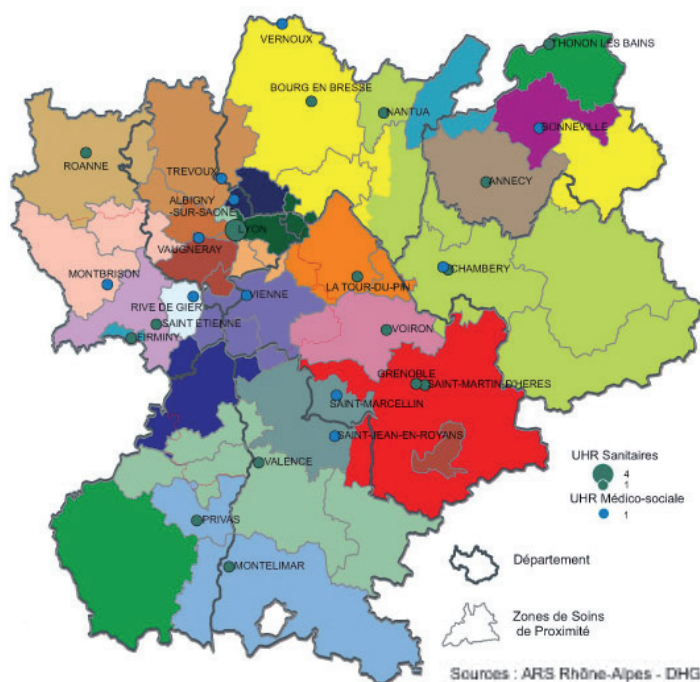 VERNOUX
THONON LES BAINS
BOURG EN BRESSE
NANTUA
BONNEVILLE
ROANNE
TREVOUX
ANNECY
ALBIGNY
-SUR-SAONE
LYON
VAUGNERAY
CHAMBERY
MONTBRISON
LA TOUR-DU-PIN
RIVE DE GIER
VIENNE
SAINT ETIENNE
VOIRON
FIRMINY
GRENOBLE
SAINT-MARTIN-D'HERES
SAINT-MARCELLIN
SAINT-JEAN-EN-ROYANS
VALENCE
PRIVAS
MONTELIMAR
UHR Sanitaires
4
1
UHR Médico-sociale
1
Département
Zones de Soins
de Proximité
Sources : ARS Rhône-Alpes - DHG